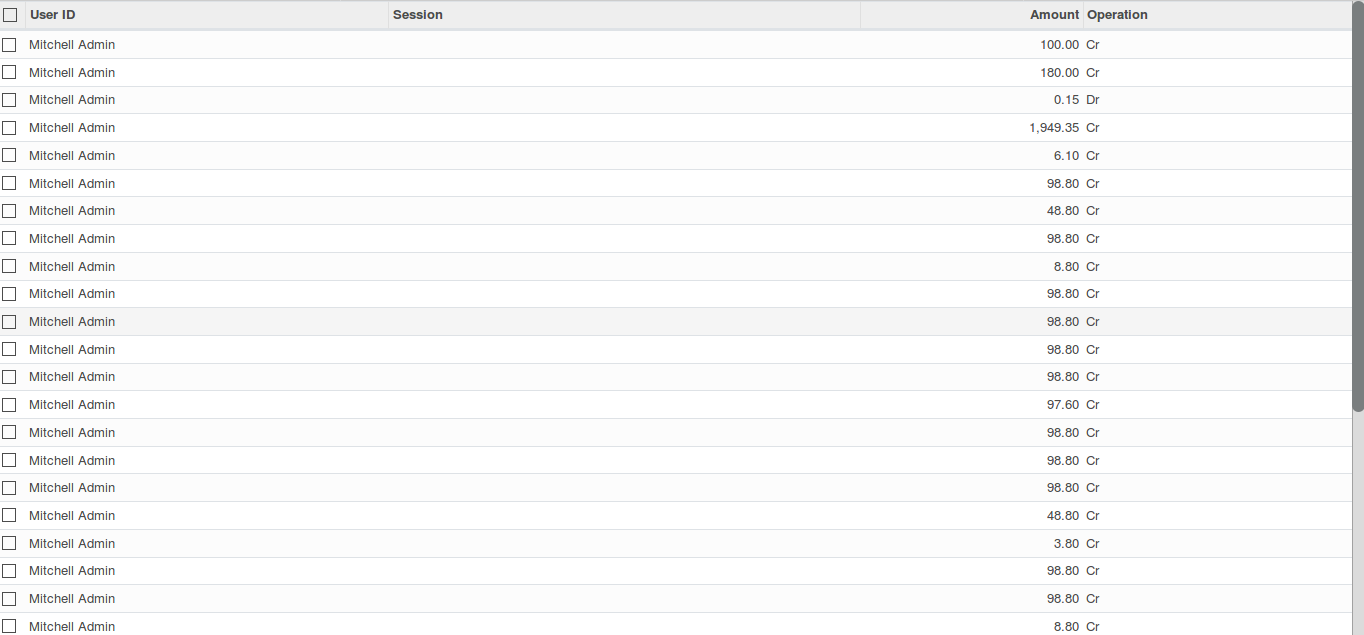 User ID Session Amount Operation
Mitchell Admin 100.00 Cr
Mitchell Admin 180.00 Cr
Mitchell Admin 0.15 Dr
Mitchell Admin 1,949.35 Cr
Mitchell Admin 6.10 Cr
Mitchell Admin 98.80 Cr
Mitchell Admin 48.80 Cr
Mitchell Admin 98.80 Cr
Mitchell Admin 8.80 Cr
Mitchell Admin 98.80 Cr
Mitchell Admin 98.80 Cr
Mitchell Admin 98.80 Cr
Mitchell Admin 98.80 Cr
Mitchell Admin 97.60 Cr
Mitchell Admin 98.80 Cr
Mitchell Admin 98.80 Cr
Mitchell Admin 98.80 Cr
Mitchell Admin 48.80 Cr
Mitchell Admin 3.80 Cr
Mitchell Admin 98.80 Cr
Mitchell Admin 98.80 Cr
Mitchell Admin 8.80 Cr